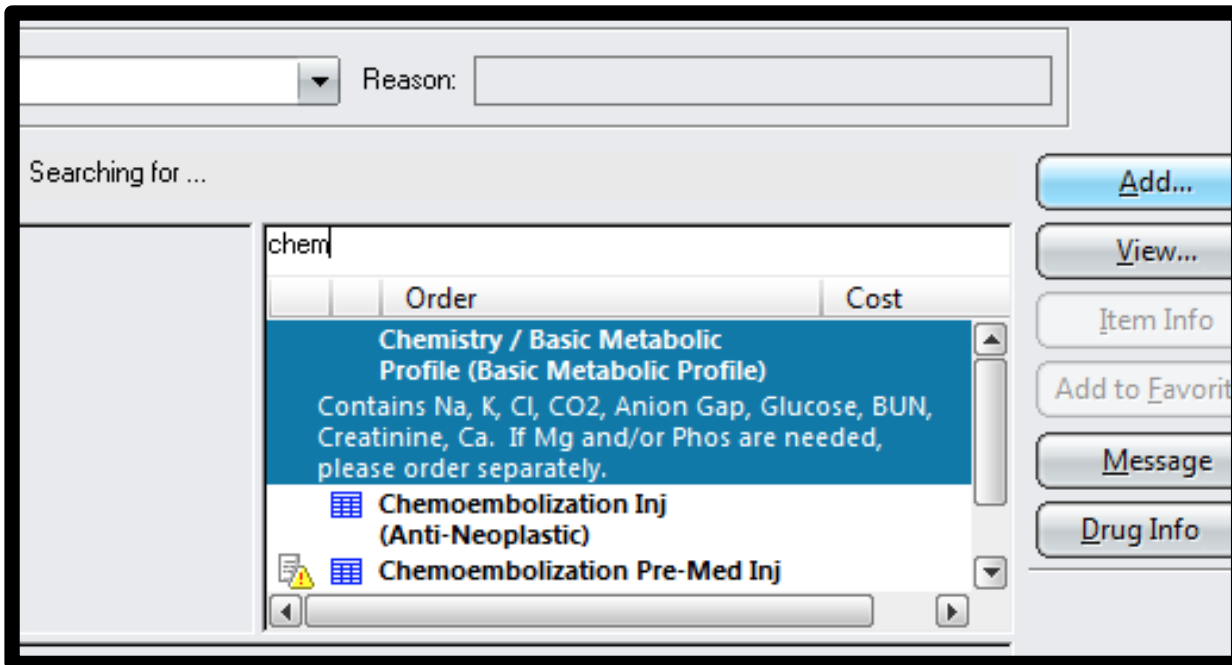 Reason:
Searching for ...
Add...
chem
View...
Order Cost
Item Info
Chemistry / Basic Metabolic
Profile (Basic Metabolic Profile)
Add to Favorit
Contains Na, K, Cl, CO2, Anion Gap, Glucose, BUN,
Creatinine, Ca. If Mg and/or Phos are needed,
please order separately.
Message
Chemoembolization Inj
(Anti-Neoplastic)
Drug Info
Chemoembolization Pre-Med Inj